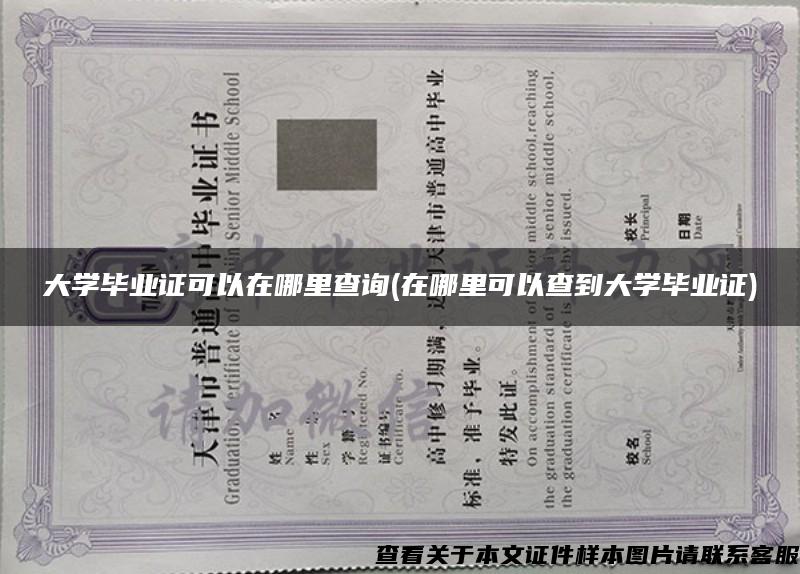 大学毕业证可以在哪里查询(在哪里可以查到大学毕业证)
天津市普通高中毕业证书
姓名
Name
性别
Sex
学籍号
Registered No.
证书编号
Certificate No.
高中修习期满，
天津市普通高中毕业
标准，准予毕业。
特发此证。
On accomplishment of
middle school, reaching
the graduation standard of
senior middle school,
the graduation certificate is
by issued.
校名
School
校长
Principal
日期
Date
请加微信
查看关于本文证件样本图片请联系客服